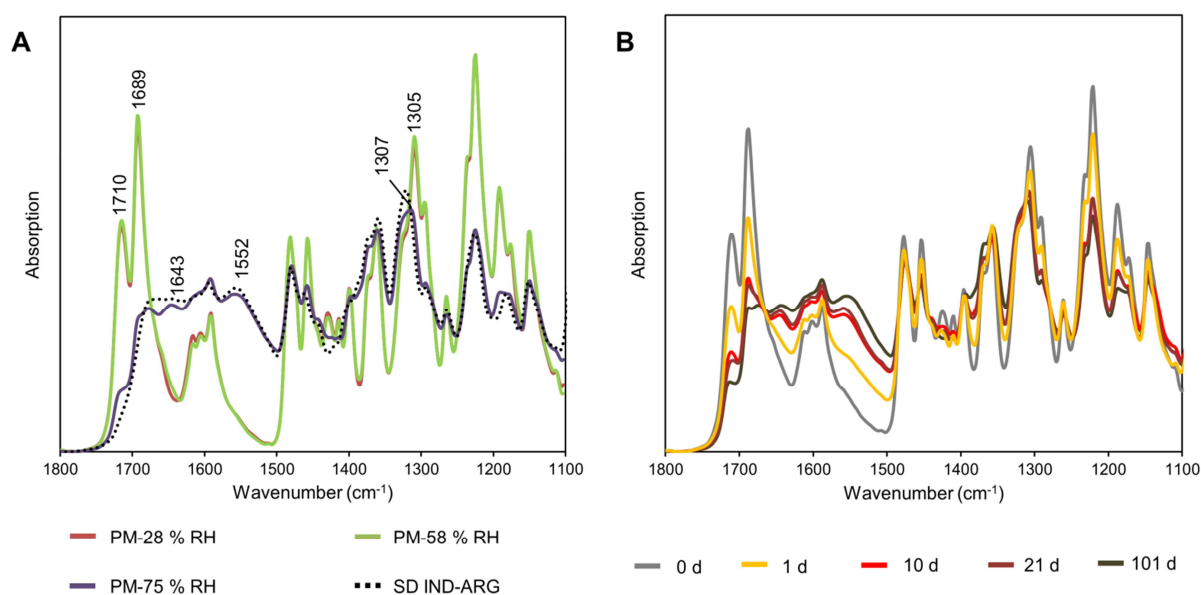 A
B
1710
1689
1643
1552
1307
1305
Absorption
Absorption
1800 1700 1600 1500 1400 1300 1200 1100
1800 1700 1600 1500 1400 1300 1200 1100
Wavenumber (cm-1)
Wavenumber (cm-1)
PM-28 % RH
PM-58 % RH
PM-75 % RH
SD IND-ARG
0 d
1 d
10 d
21 d
101 d